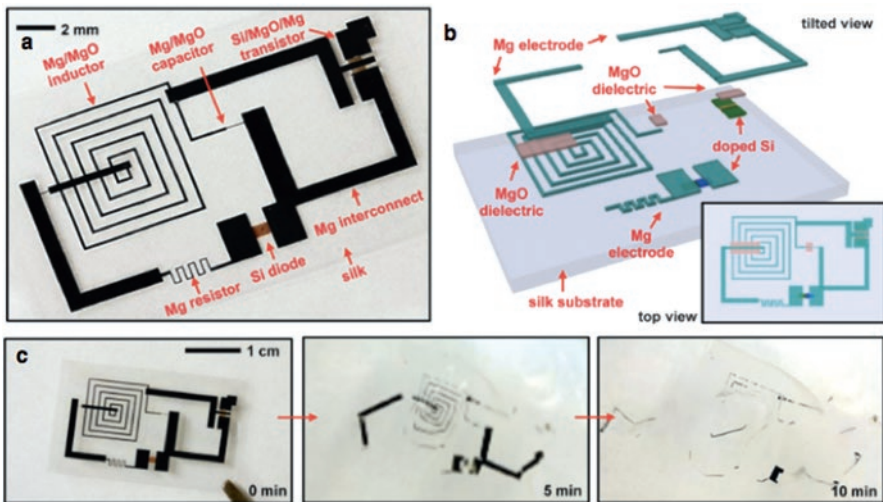 a
2 mm
Mg/MgO
inductor
Mg/MgO
capacitor
Si/MgO/Mg
transistor
Mg interconnect
silk
Si diode
Mg resistor
b
tilted view
Mg electrode
MgO
dielectric
doped Si
MgO
dielectric
Mg
electrode
silk substrate
top view
c
1 cm
0 min
5 min
10 min